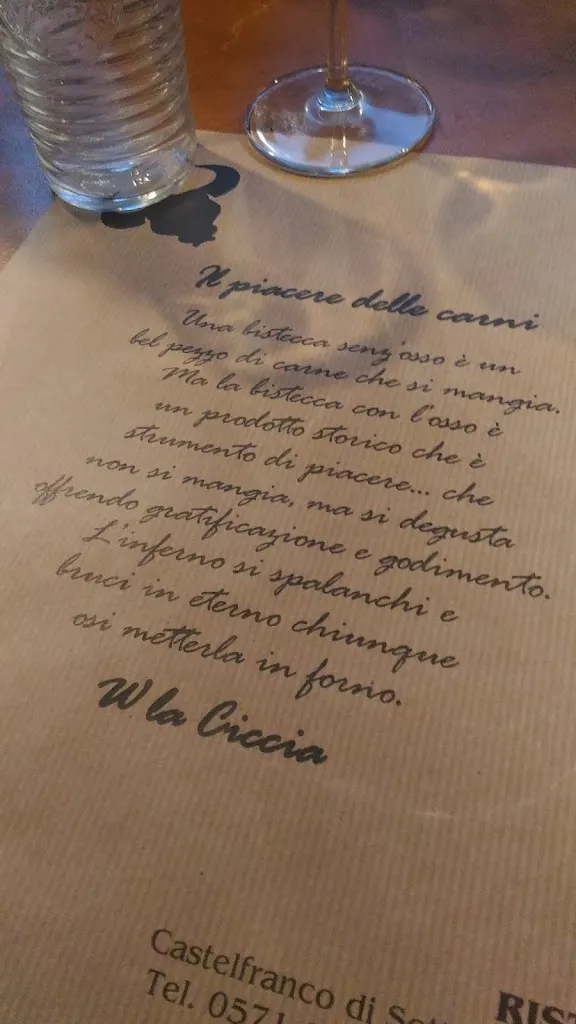 Il piacere delle carni
Una bistecca senz'osso è un
bel pezzo di carne che si mangia.
Ma la bistecca con l'osso è
un prodotto storico che è
strumento di piacere... che
non si mangia, ma si degusta
offrendo gratificazione e godimento.
L'inferno si spalanchi e
bruci in eterno chiunque
osi metterla in forno.
W la Ciccia
Castelfranco di
Tel. 0571